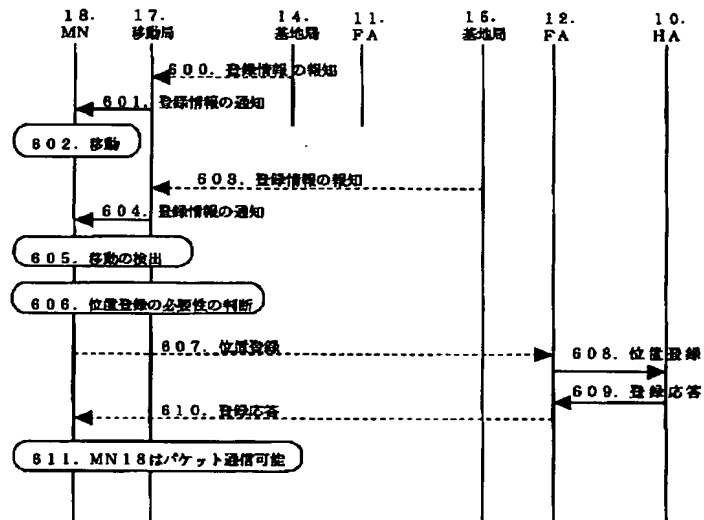 18. 17. 14. 11. 15. 12. 10.
MN 移動局 基地局 FA 基地局 FA HA
600. 登録情報の報知
601. 登録情報の通知
602. 移動
603. 登録情報の報知
604. 登録情報の通知
605. 移動の検出
606. 位置登録の必要性の判断
607. 位置登録
608. 位置登録
609. 登録応答
610. 登録応答
611. MN18はパケット通信可能